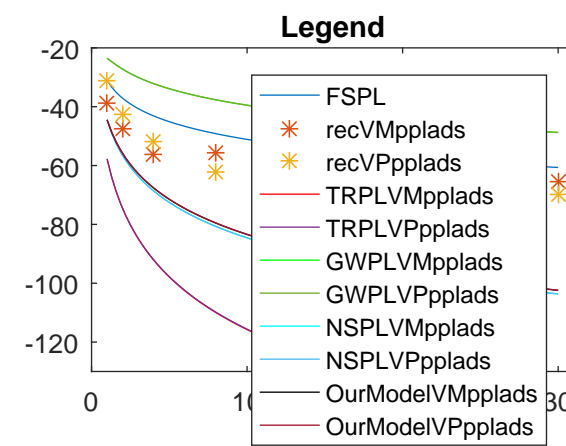 Legend
-20
-40
-60
-80
-100
-120
0
FSPL
recVMpplads
recVPpplads
TRPLVMpplads
TRPLVPpplads
GWPLVMpplads
GWPLVPpplads
NSPLVMpplads
NSPLVPpplads
OurModelVMpplads
OurModelVPpplads